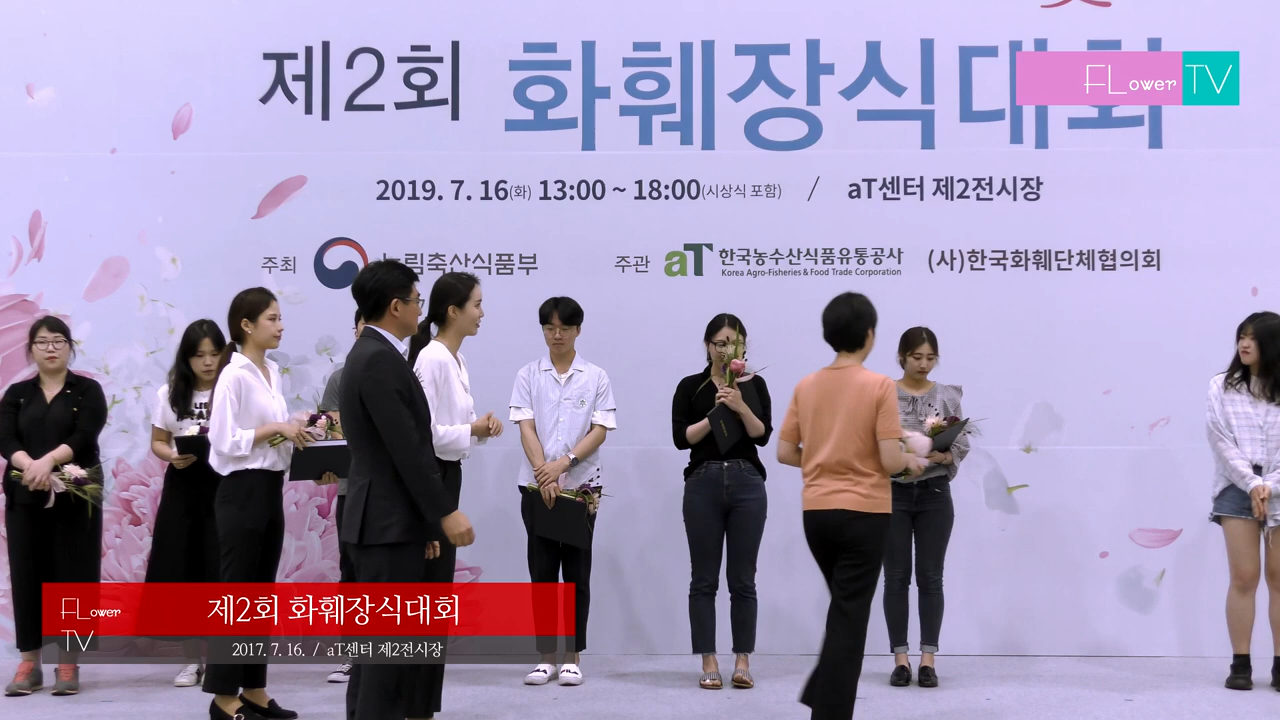 제2회 화훼장식대회
FLower TV
2019. 7. 16(화) 13:00 ~ 18:00(시상식 포함) / aT센터 제2전시장
주최 농림축산식품부 주관 aT 한국농수산식품유통공사 (사)한국화훼단체협의회
Korea Agro-Fisheries & Food Trade Corporation
FLower TV
제2회 화훼장식대회
2017. 7. 16. / aT센터 제2전시장